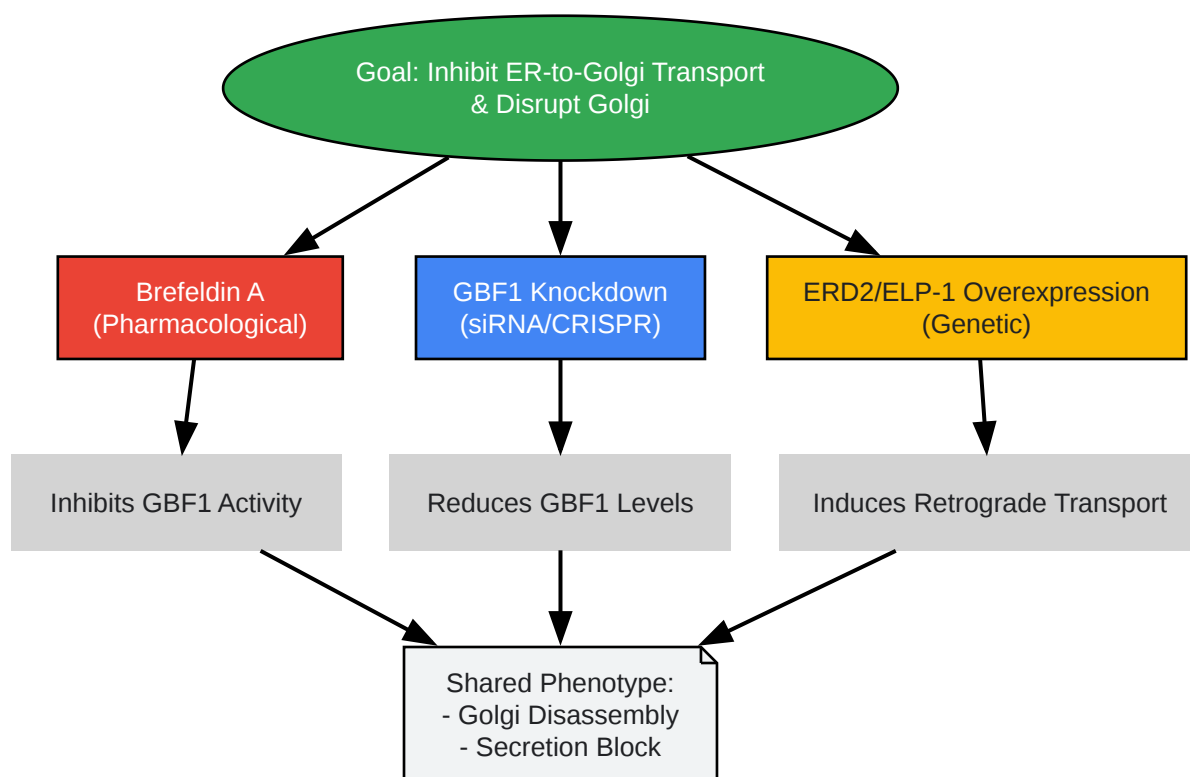 Goal: Inhibit ER-to-Golgi Transport
& Disrupt Golgi
Brefeldin A
(Pharmacological)
GBF1 Knockdown
(siRNA/CRISPR)
ERD2/ELP-1 Overexpression
(Genetic)
Inhibits GBF1 Activity
Reduces GBF1 Levels
Induces Retrograde Transport
Shared Phenotype:
- Golgi Disassembly
- Secretion Block